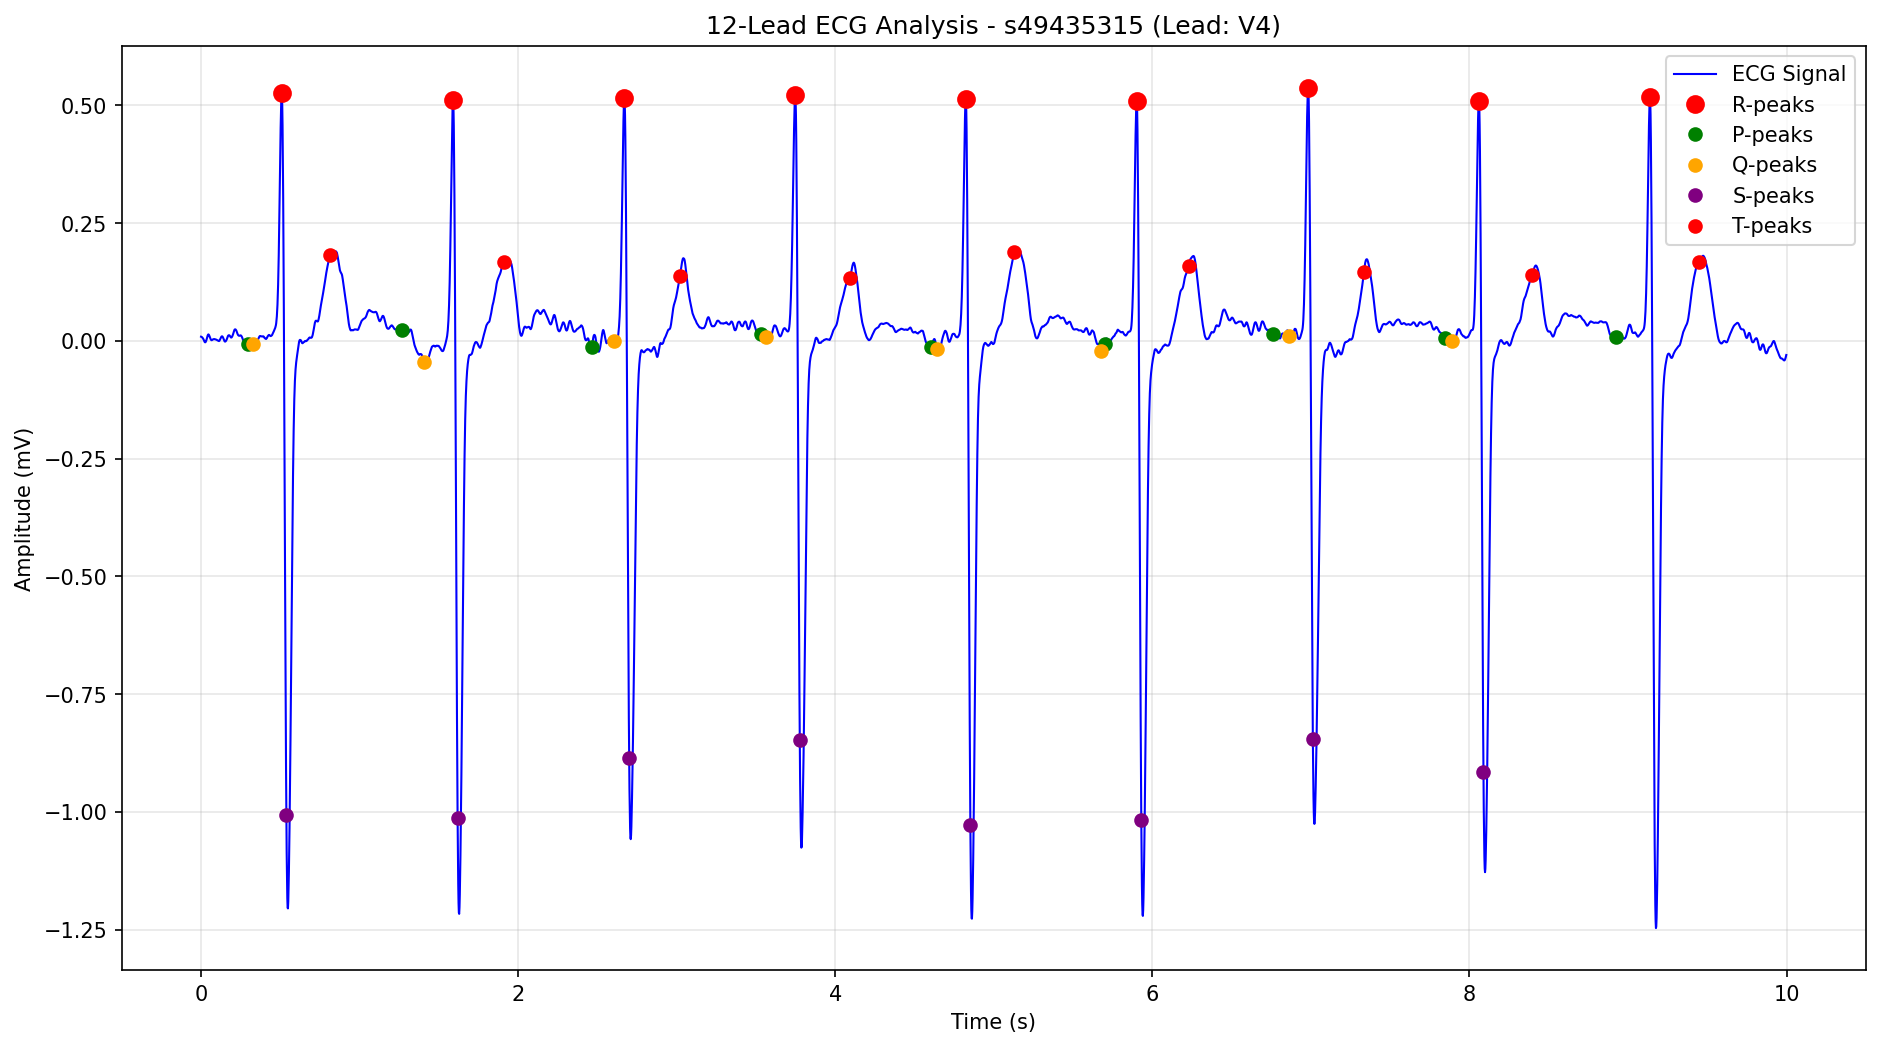 12-Lead ECG Analysis - s49435315 (Lead: V4)
ECG Signal
R-peaks
P-peaks
Q-peaks
S-peaks
T-peaks
Amplitude (mV)
0.50
0.25
0.00
−0.25
−0.50
−0.75
−1.00
−1.25
0 2 4 6 8 10
Time (s)